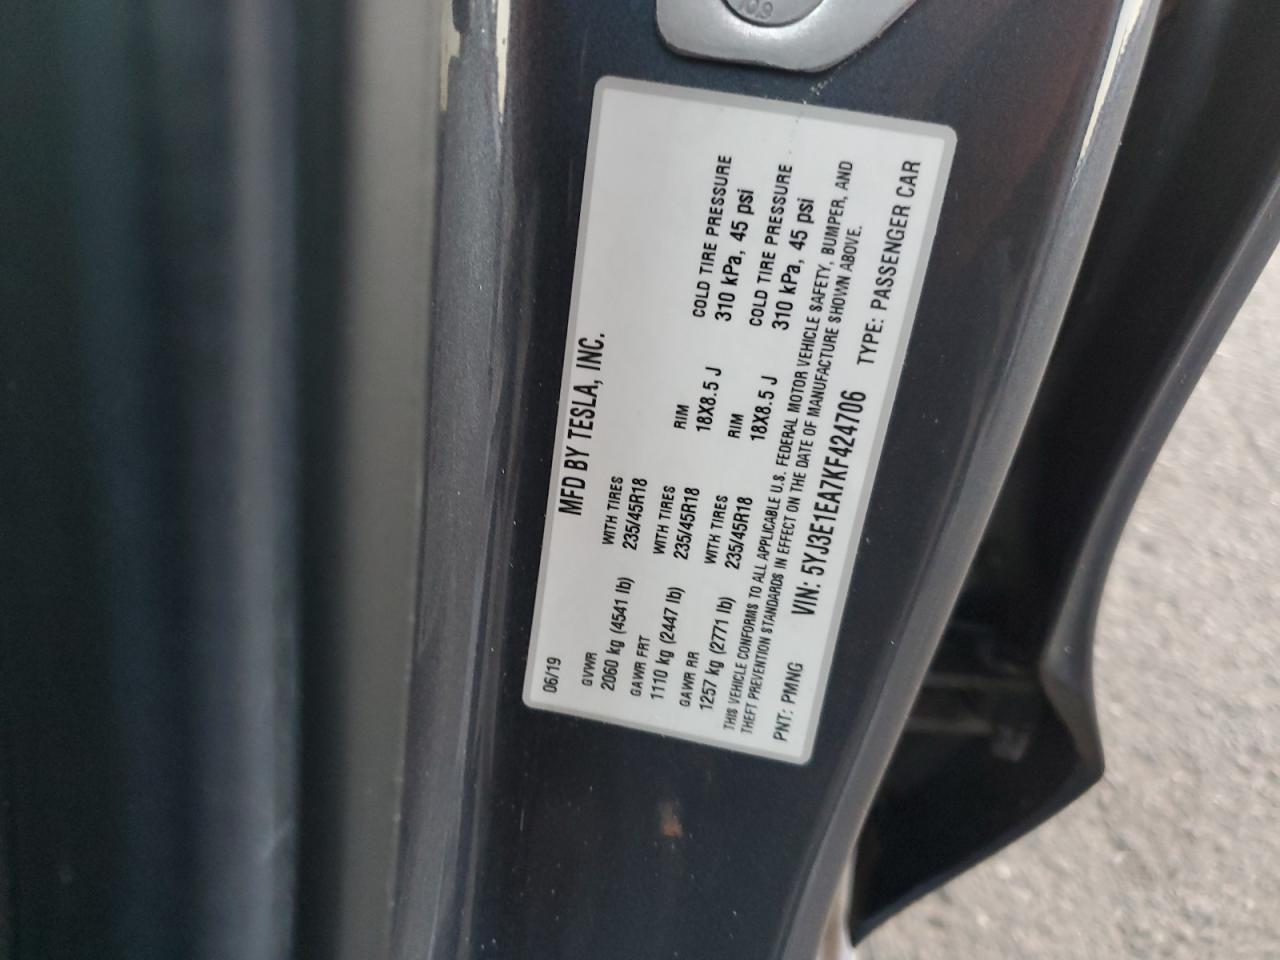 109
MFD BY TESLA, INC.
06/19
GVWR
2060 kg (4541 lb)
WITH TIRES
235/45R18
RIM
18X8.5 J
COLD TIRE PRESSURE
310 kPa, 45 psi
GAWR FRT
1110 kg (2447 lb)
WITH TIRES
235/45R18
RIM
18X8.5 J
COLD TIRE PRESSURE
310 kPa, 45 psi
GAWR RR
1257 kg (2771 lb)
WITH TIRES
235/45R18
THIS VEHICLE CONFORMS TO ALL APPLICABLE U.S. FEDERAL MOTOR VEHICLE SAFETY, BUMPER, AND
THEFT PREVENTION STANDARDS IN EFFECT ON THE DATE OF MANUFACTURE SHOWN ABOVE.
PNT: PMNG VIN: 5YJ3E1EA7KF424706 TYPE: PASSENGER CAR